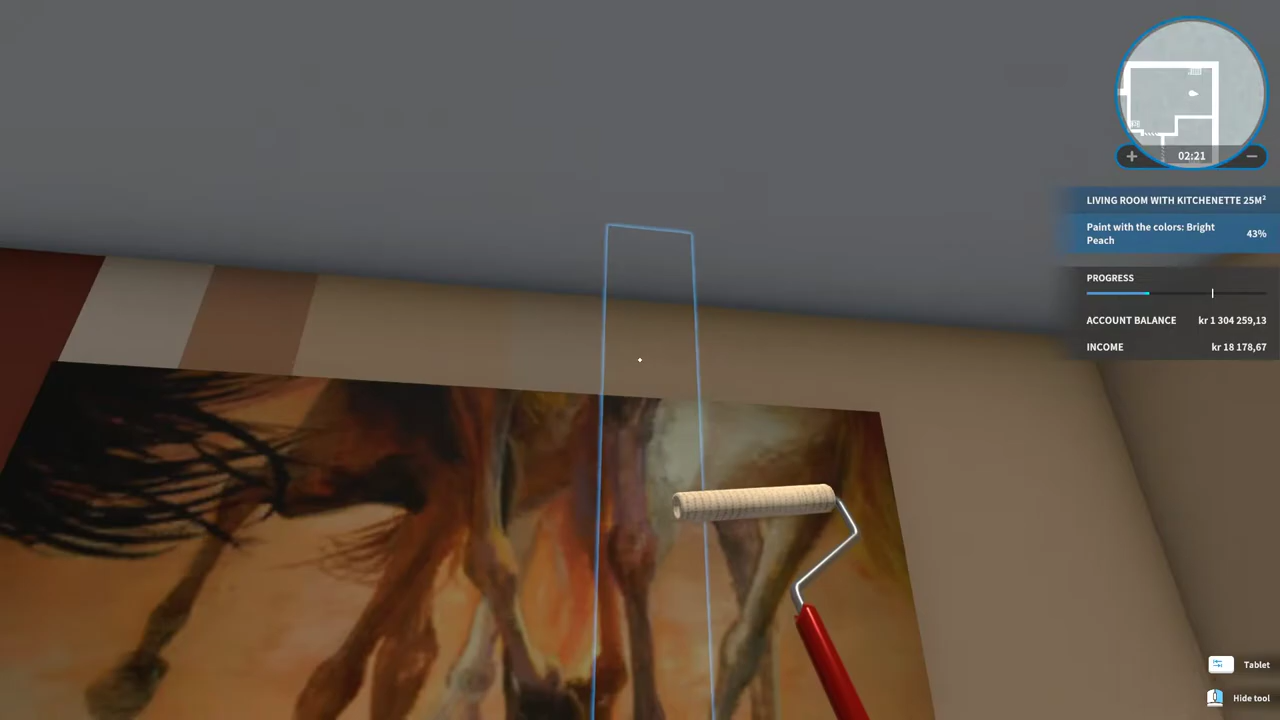 02:21
LIVING ROOM WITH KITCHENETTE 25M²
Paint with the colors: Bright
Peach
43%
PROGRESS
ACCOUNT BALANCE kr 1 304 259,13
INCOME kr 18 178,67
Tablet
Hide tool